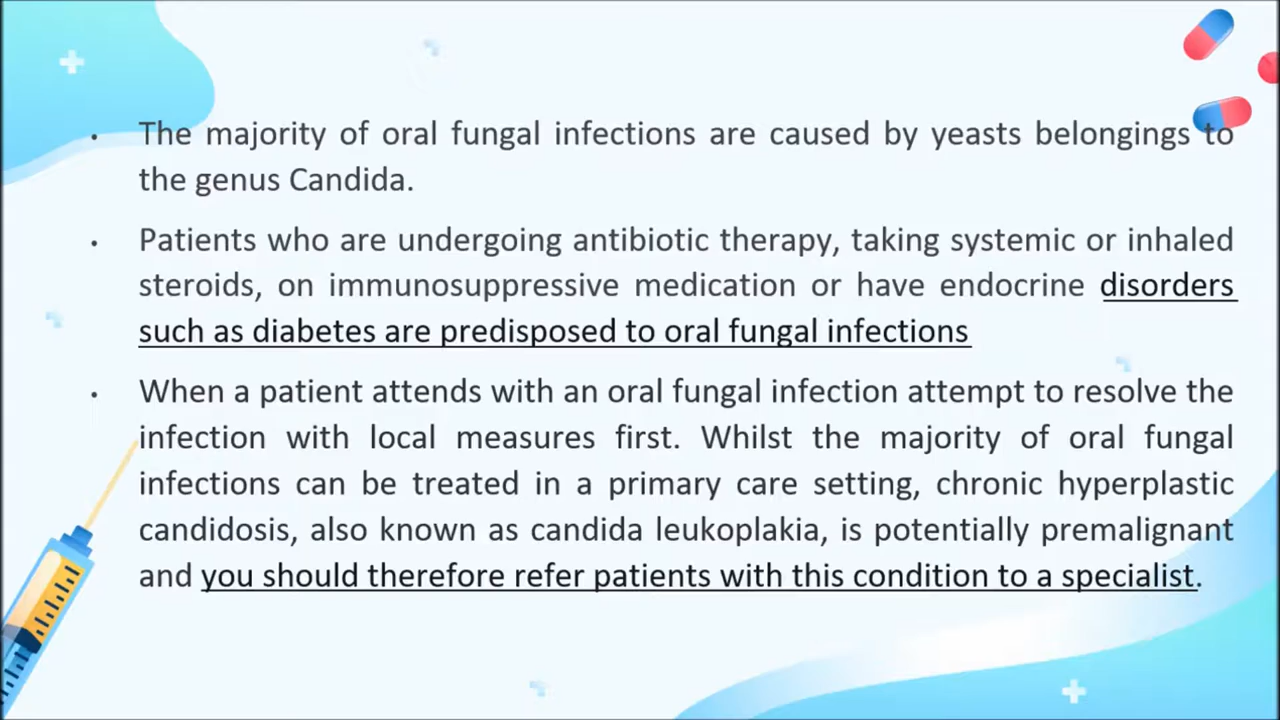 • The majority of oral fungal infections are caused by yeasts belongings to
the genus Candida.
• Patients who are undergoing antibiotic therapy, taking systemic or inhaled
steroids, on immunosuppressive medication or have endocrine disorders
such as diabetes are predisposed to oral fungal infections
• When a patient attends with an oral fungal infection attempt to resolve the
infection with local measures first. Whilst the majority of oral fungal
infections can be treated in a primary care setting, chronic hyperplastic
candidosis, also known as candida leukoplakia, is potentially premalignant
and you should therefore refer patients with this condition to a specialist.